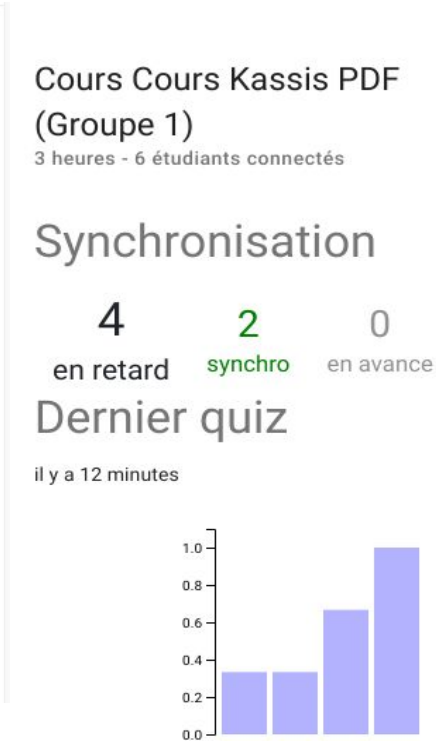 Cours Cours Kassis PDF
(Groupe 1)
3 heures - 6 étudiants connectés
Synchronisation
4 2 0
en retard synchro en avance
Dernier quiz
il y a 12 minutes
1.0
0.8
0.6
0.4
0.2
0.0